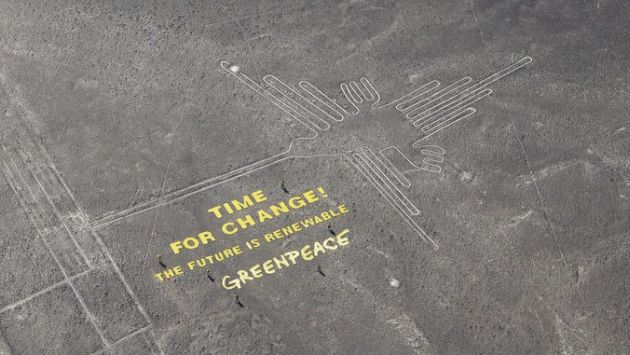 TIME
FOR CHANGE!
THE FUTURE IS RENEWABLE
GREENPEACE